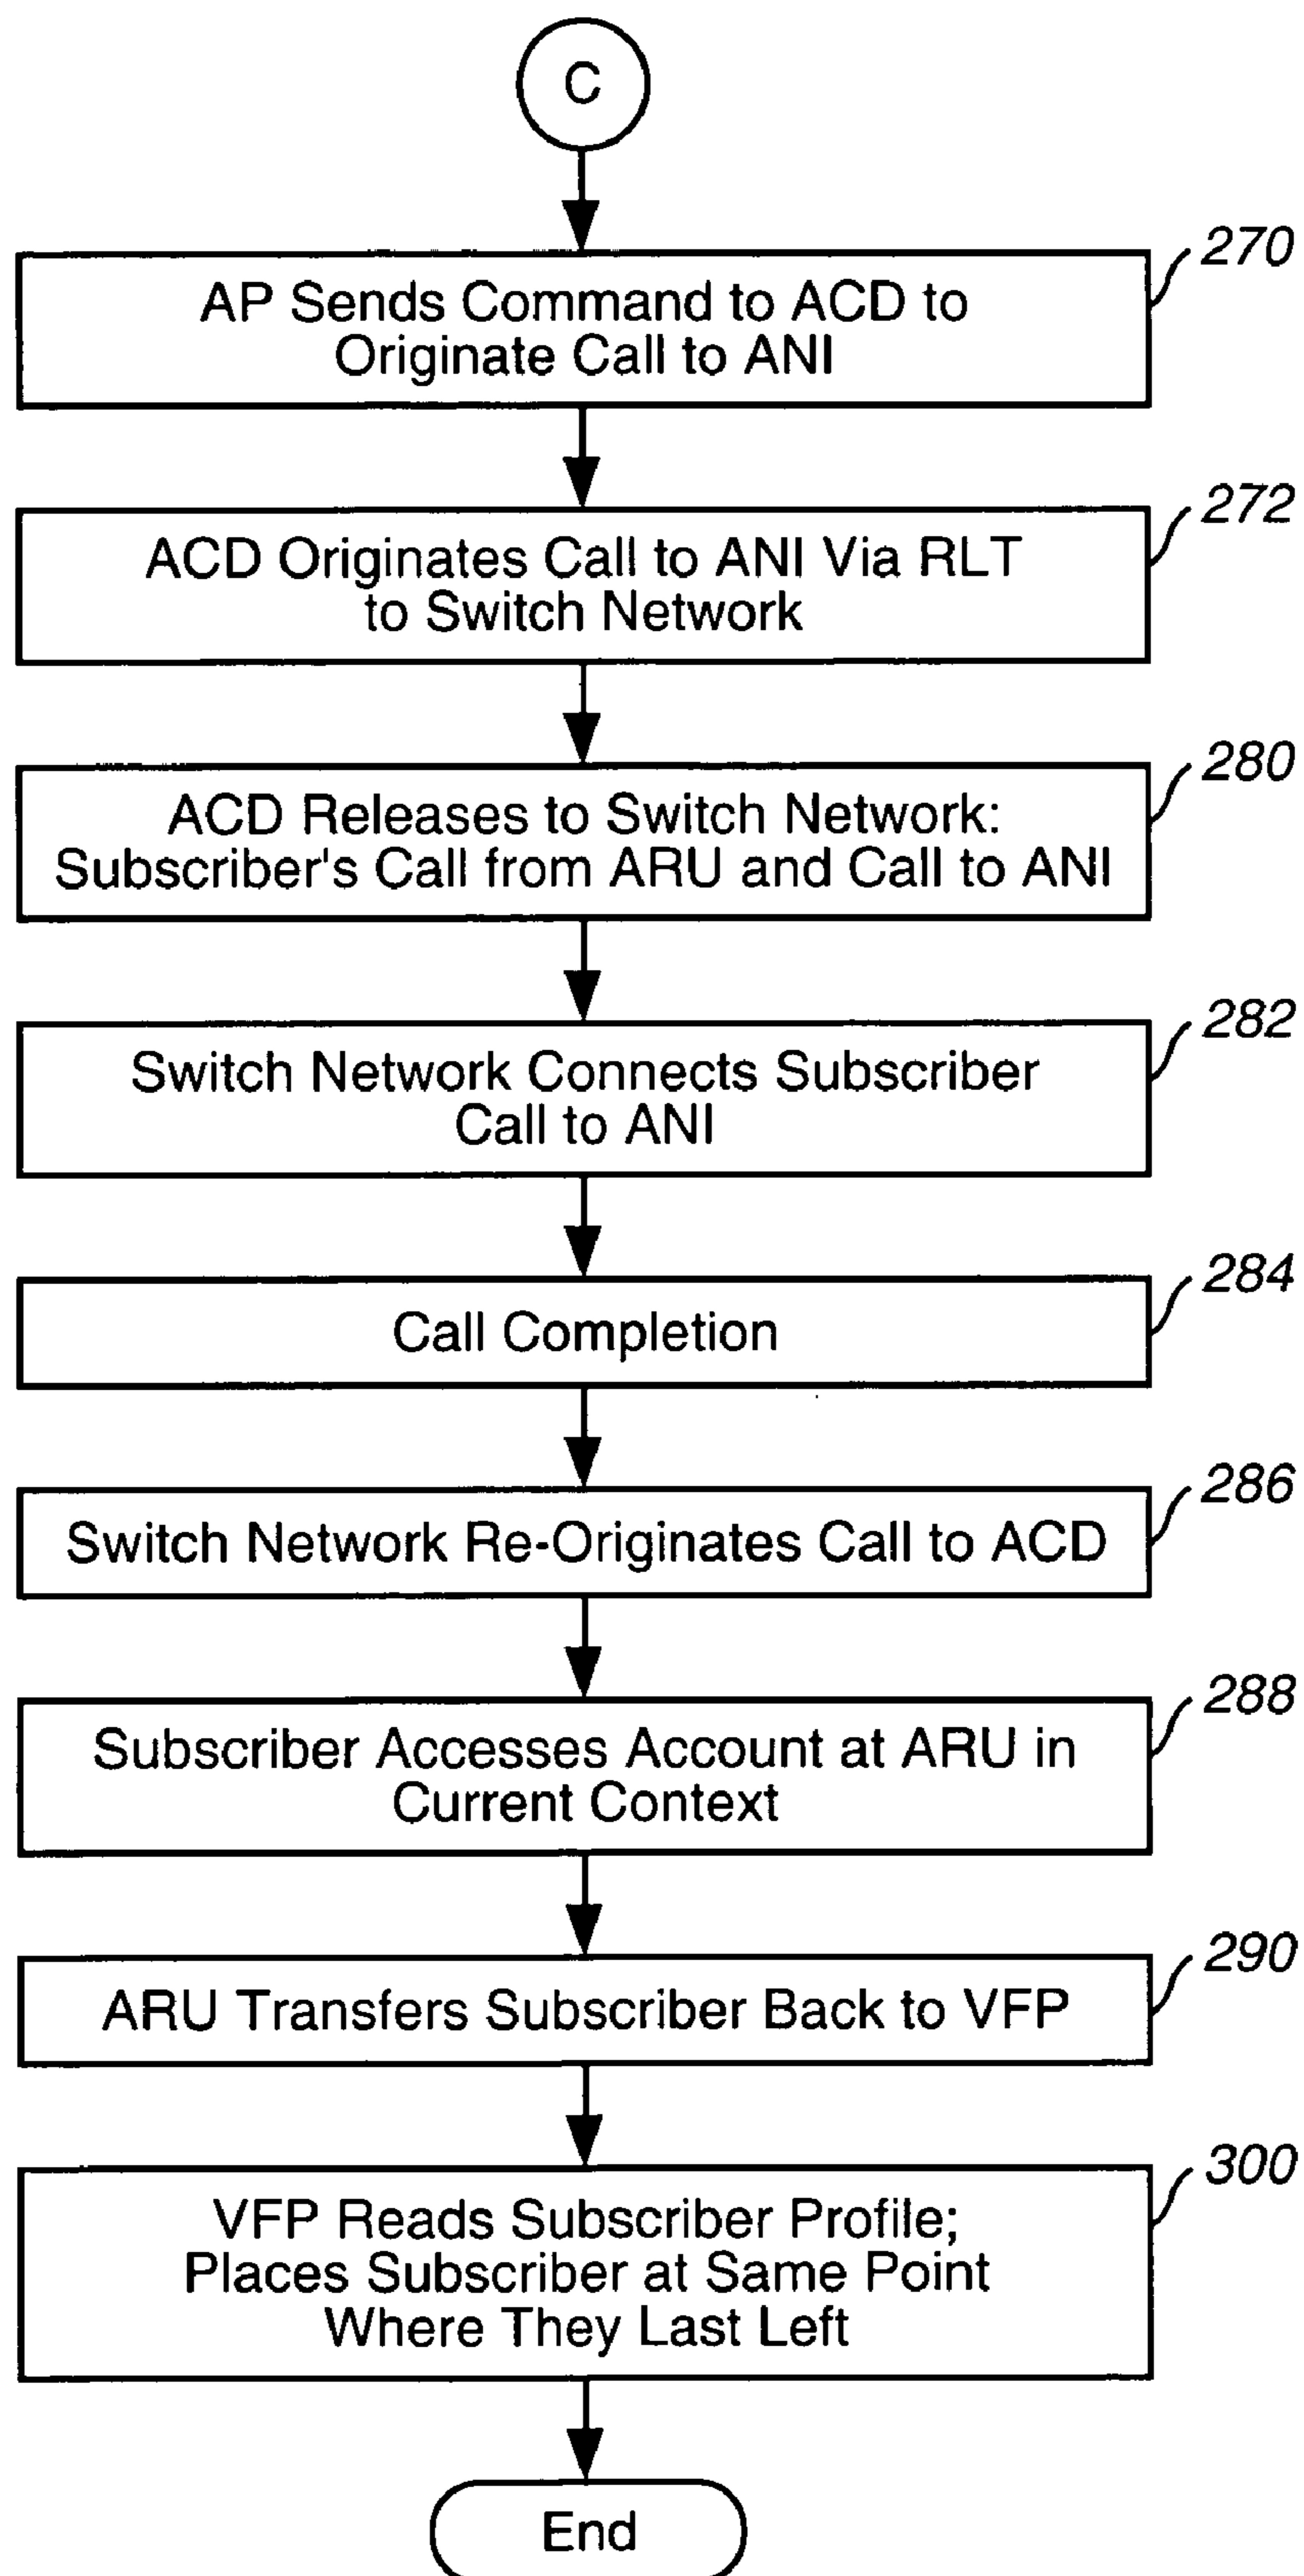 C
270
AP Sends Command to ACD to
Originate Call to ANI
272
ACD Originates Call to ANI Via RLT
to Switch Network
280
ACD Releases to Switch Network:
Subscriber's Call from ARU and Call to ANI
282
Switch Network Connects Subscriber
Call to ANI
284
Call Completion
286
Switch Network Re-Originates Call to ACD
288
Subscriber Accesses Account at ARU in
Current Context
290
ARU Transfers Subscriber Back to VFP
300
VFP Reads Subscriber Profile;
Places Subscriber at Same Point
Where They Last Left
End